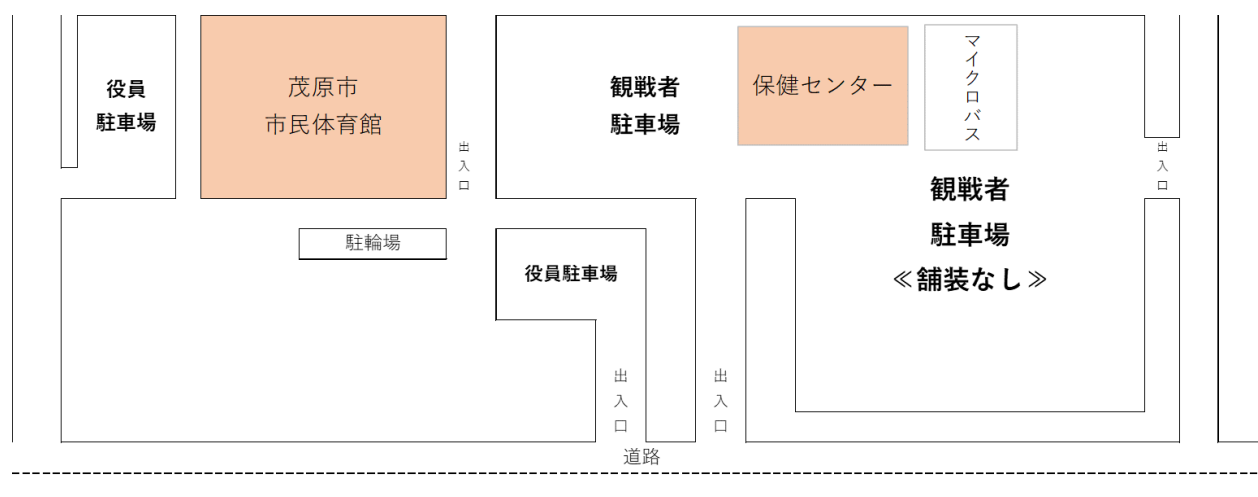 役員
駐車場
茂原市
市民体育館
出入口
観戦者
駐車場
保健センター
マイクロバス
出入口
観戦者
駐車場
≪舗装なし≫
駐輪場
役員駐車場
出入口
出入口
道路